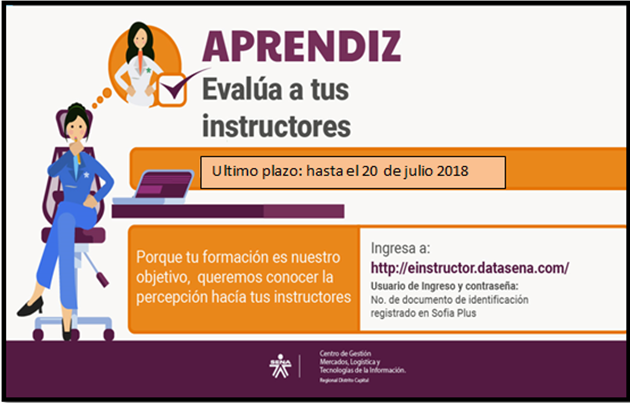 APRENDIZ
Evalúa a tus
instructores
Ultimo plazo: hasta el 20 de julio 2018
Porque tu formación es nuestro
objetivo, queremos conocer la
percepción hacía tus instructores
Ingresa a:
http://einstructor.datasena.com/
Usuario de Ingreso y contraseña:
No. de documento de identificación
registrado en Sofia Plus
SENA
Centro de Gestión
Mercados, Logística y
Tecnologías de la Información.
Regional Distrito Capital